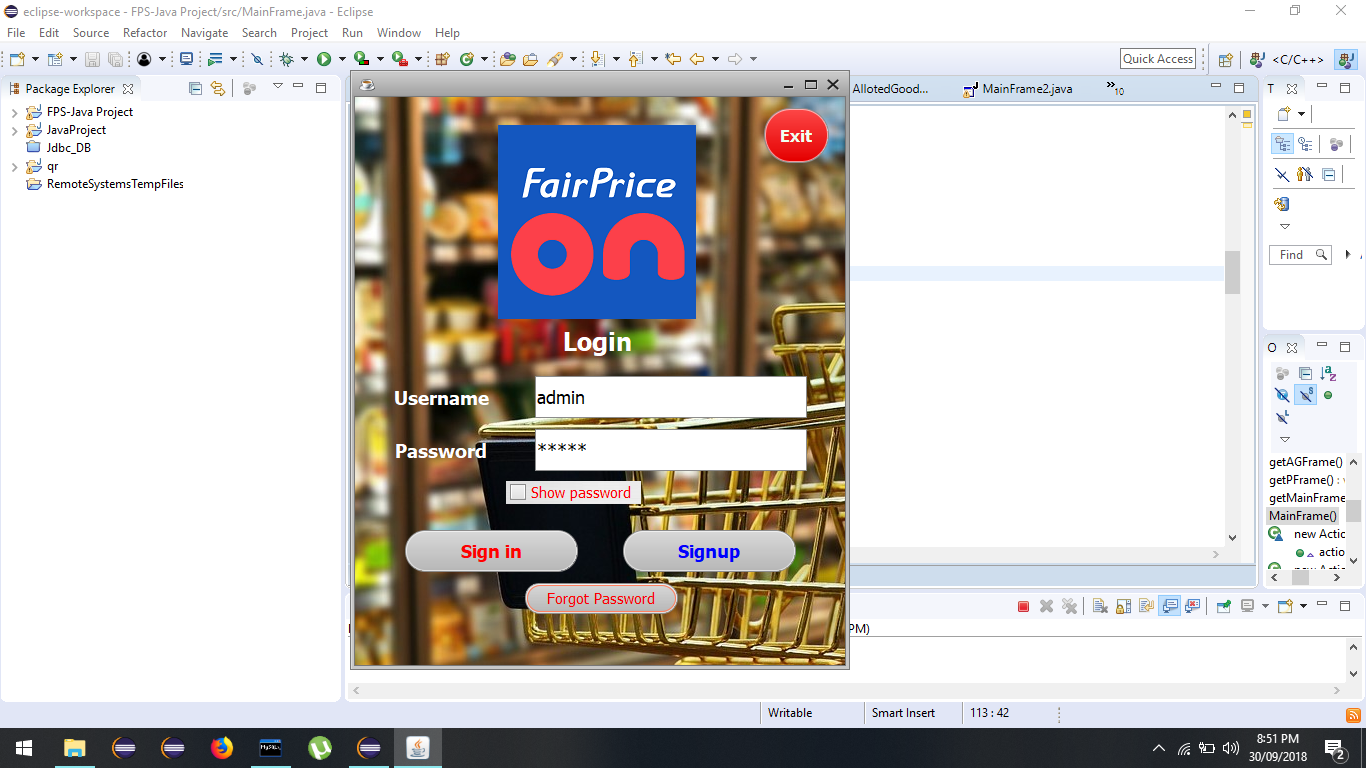 eclipse-workspace - FPS-Java Project/src/MainFrame.java - Eclipse
File Edit Source Refactor Navigate Search Project Run Window Help
Quick Access
<C/C++>
Package Explorer
AllotedGood...
MainFrame2.java
»10
T
FPS-Java Project
JavaProject
Jdbc_DB
qr
RemoteSystemsTempFiles
Exit
FairPrice
on
Login
Username
admin
Password
*****
Show password
Sign in
Signup
Forgot Password
Find
O
getAGFrame()
getPFrame() :
getMainFrame
MainFrame()
new Actio
actio
PM)
Writable
Smart Insert
113 : 42
8:51 PM
30/09/2018
2